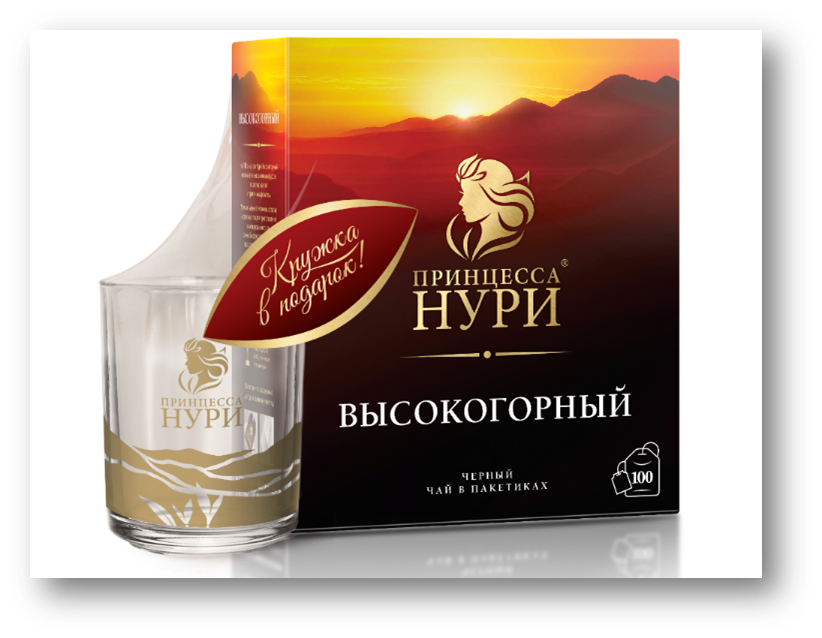 ВЫСОКОГОРНЫЙ
Кружка
в подарок!
ПРИНЦЕССА®
НУРИ
ВЫСОКОГОРНЫЙ
ЧЕРНЫЙ
ЧАЙ В ПАКЕТИКАХ
100
ПРИНЦЕССА
НУРИ